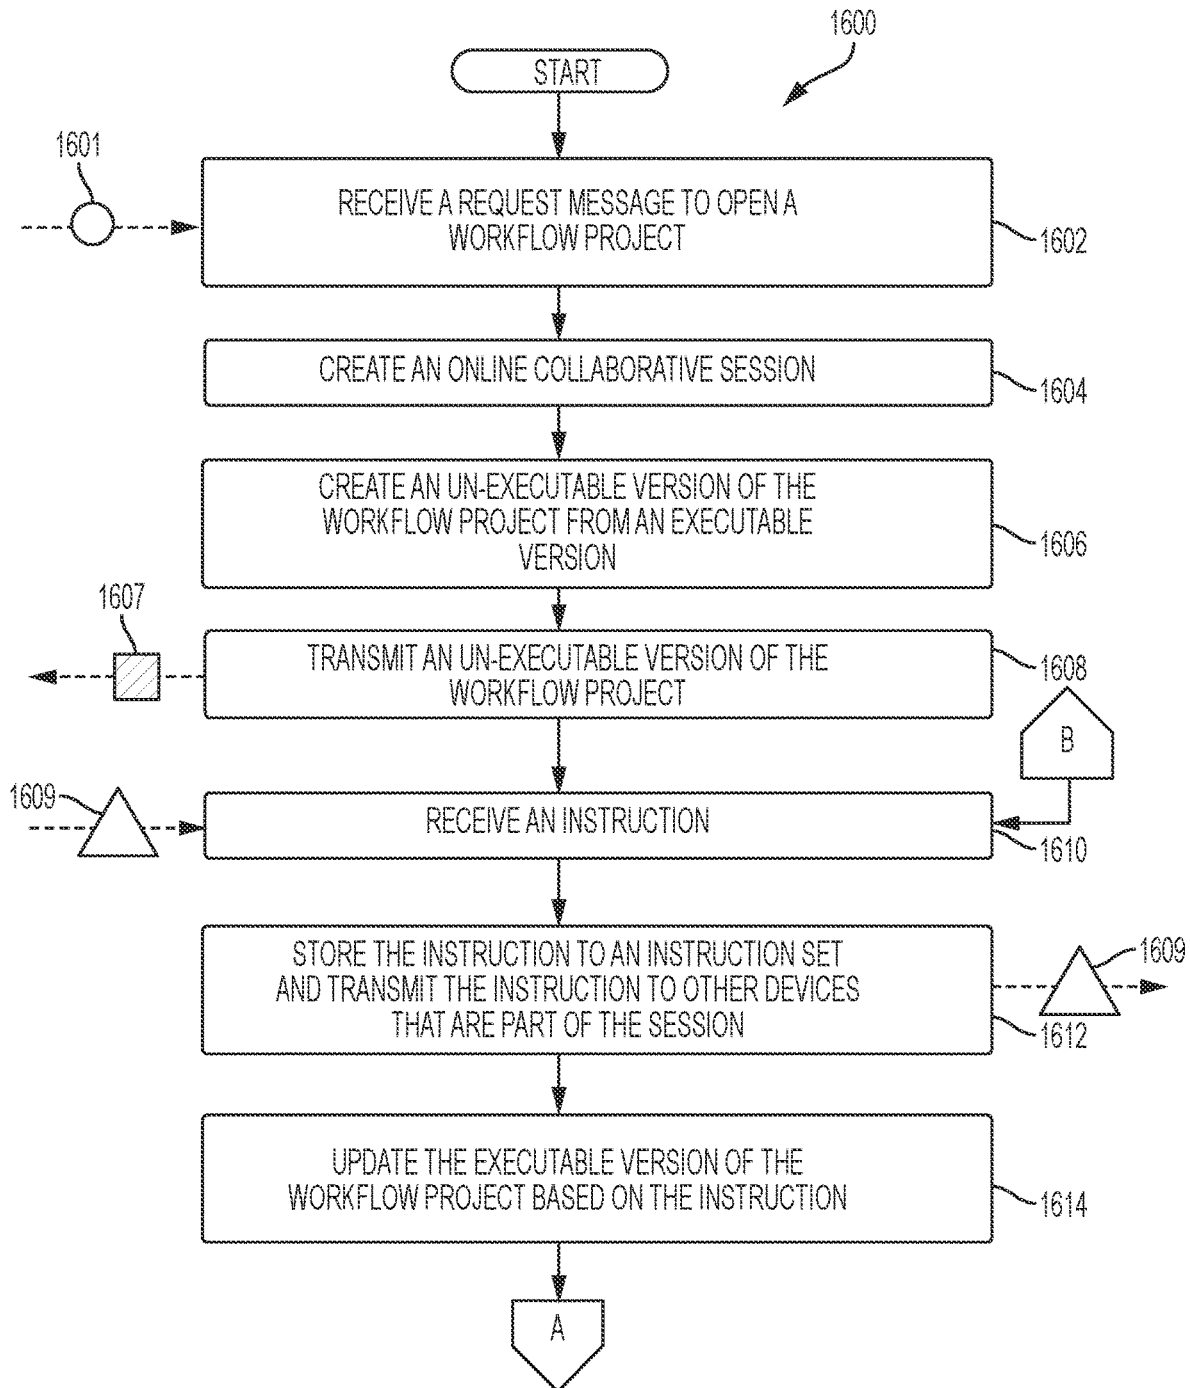 1600
START
1601
RECEIVE A REQUEST MESSAGE TO OPEN A
WORKFLOW PROJECT
1602
CREATE AN ONLINE COLLABORATIVE SESSION
1604
CREATE AN UN-EXECUTABLE VERSION OF THE
WORKFLOW PROJECT FROM AN EXECUTABLE
VERSION
1606
1607
TRANSMIT AN UN-EXECUTABLE VERSION OF THE
WORKFLOW PROJECT
1608
B
1609
RECEIVE AN INSTRUCTION
1610
STORE THE INSTRUCTION TO AN INSTRUCTION SET
AND TRANSMIT THE INSTRUCTION TO OTHER DEVICES
THAT ARE PART OF THE SESSION
1609
1612
UPDATE THE EXECUTABLE VERSION OF THE
WORKFLOW PROJECT BASED ON THE INSTRUCTION
1614
A